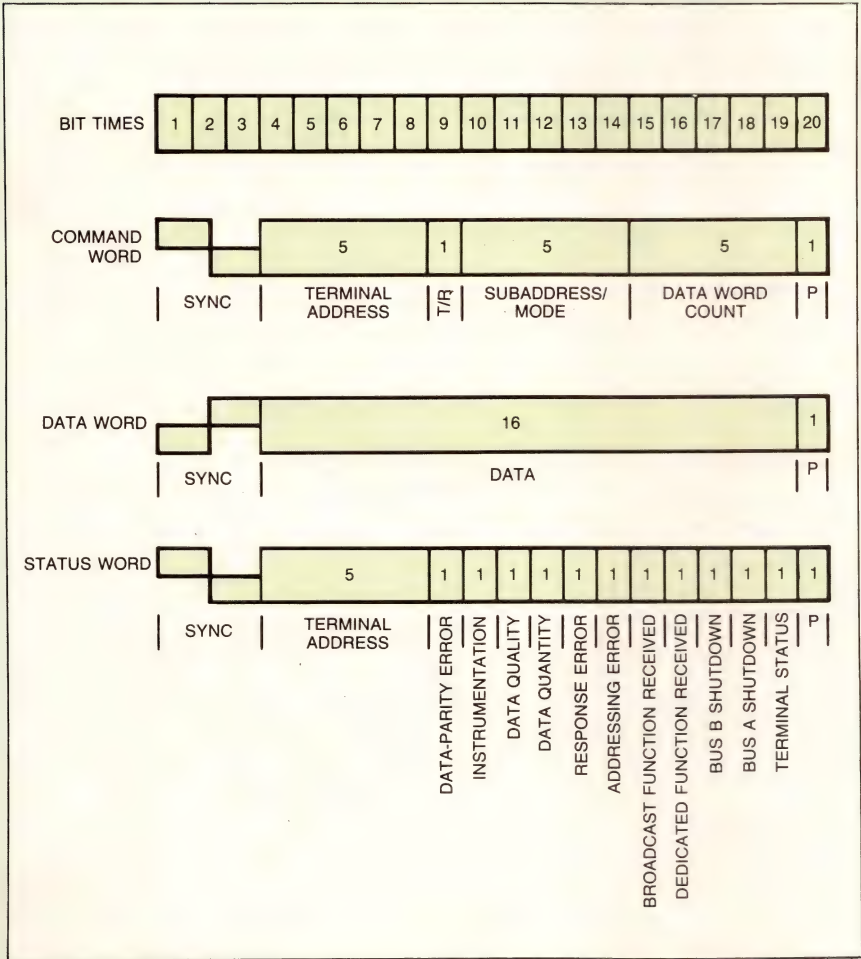 BIT TIMES 1 2 3 4 5 6 7 8 9 10 11 12 13 14 15 16 17 18 19 20
COMMAND
WORD
5 1 5 5 1
SYNC
TERMINAL
ADDRESS
T/R
SUBADDRESS/
MODE
DATA WORD
COUNT
P
DATA WORD
16 1
SYNC DATA P
STATUS WORD
5 1 1 1 1 1 1 1 1 1 1 1 1
SYNC
TERMINAL
ADDRESS
DATA-PARITY ERROR
INSTRUMENTATION
DATA QUALITY
DATA QUANTITY
RESPONSE ERROR
ADDRESSING ERROR
BROADCAST FUNCTION RECEIVED
DEDICATED FUNCTION RECEIVED
BUS B SHUTDOWN
BUS A SHUTDOWN
TERMINAL STATUS
P